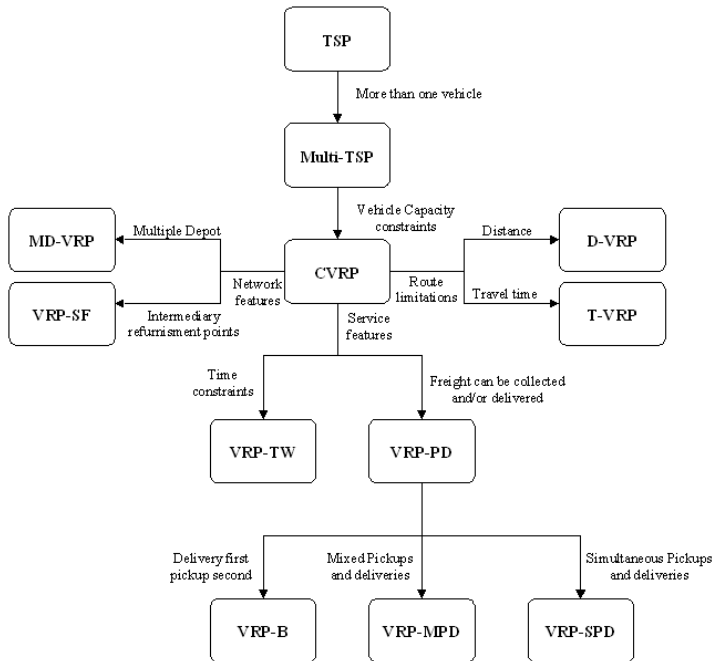 TSP
More than one vehicle
Multi-TSP
Vehicle Capacity
constraints
MD-VRP
Multiple Depot
Distance
D-VRP
CVRP
Network
features
Route
limitations
VRP-SF
Intermediary
refurnisment points
Travel time
T-VRP
Service
features
Time
constraints
Freight can be collected
and/or delivered
VRP-TW
VRP-PD
Delivery first
pickup second
Mixed Pickups
and deliveries
Simultaneous Pickups
and deliveries
VRP-B
VRP-MPD
VRP-SPD